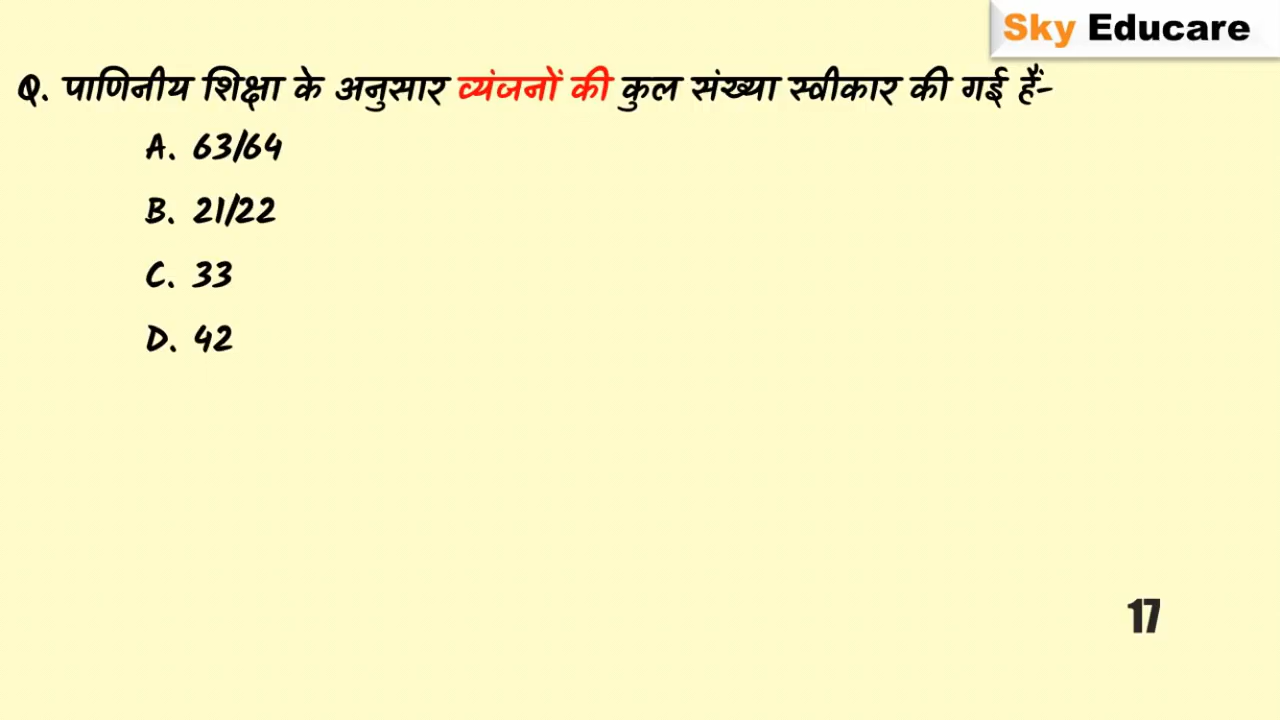 Sky Educare
Q. पाणिनीय शिक्षा के अनुसार व्यंजनों की कुल संख्या स्वीकार की गई हैं-
A. 63/64
B. 21/22
C. 33
D. 42
17